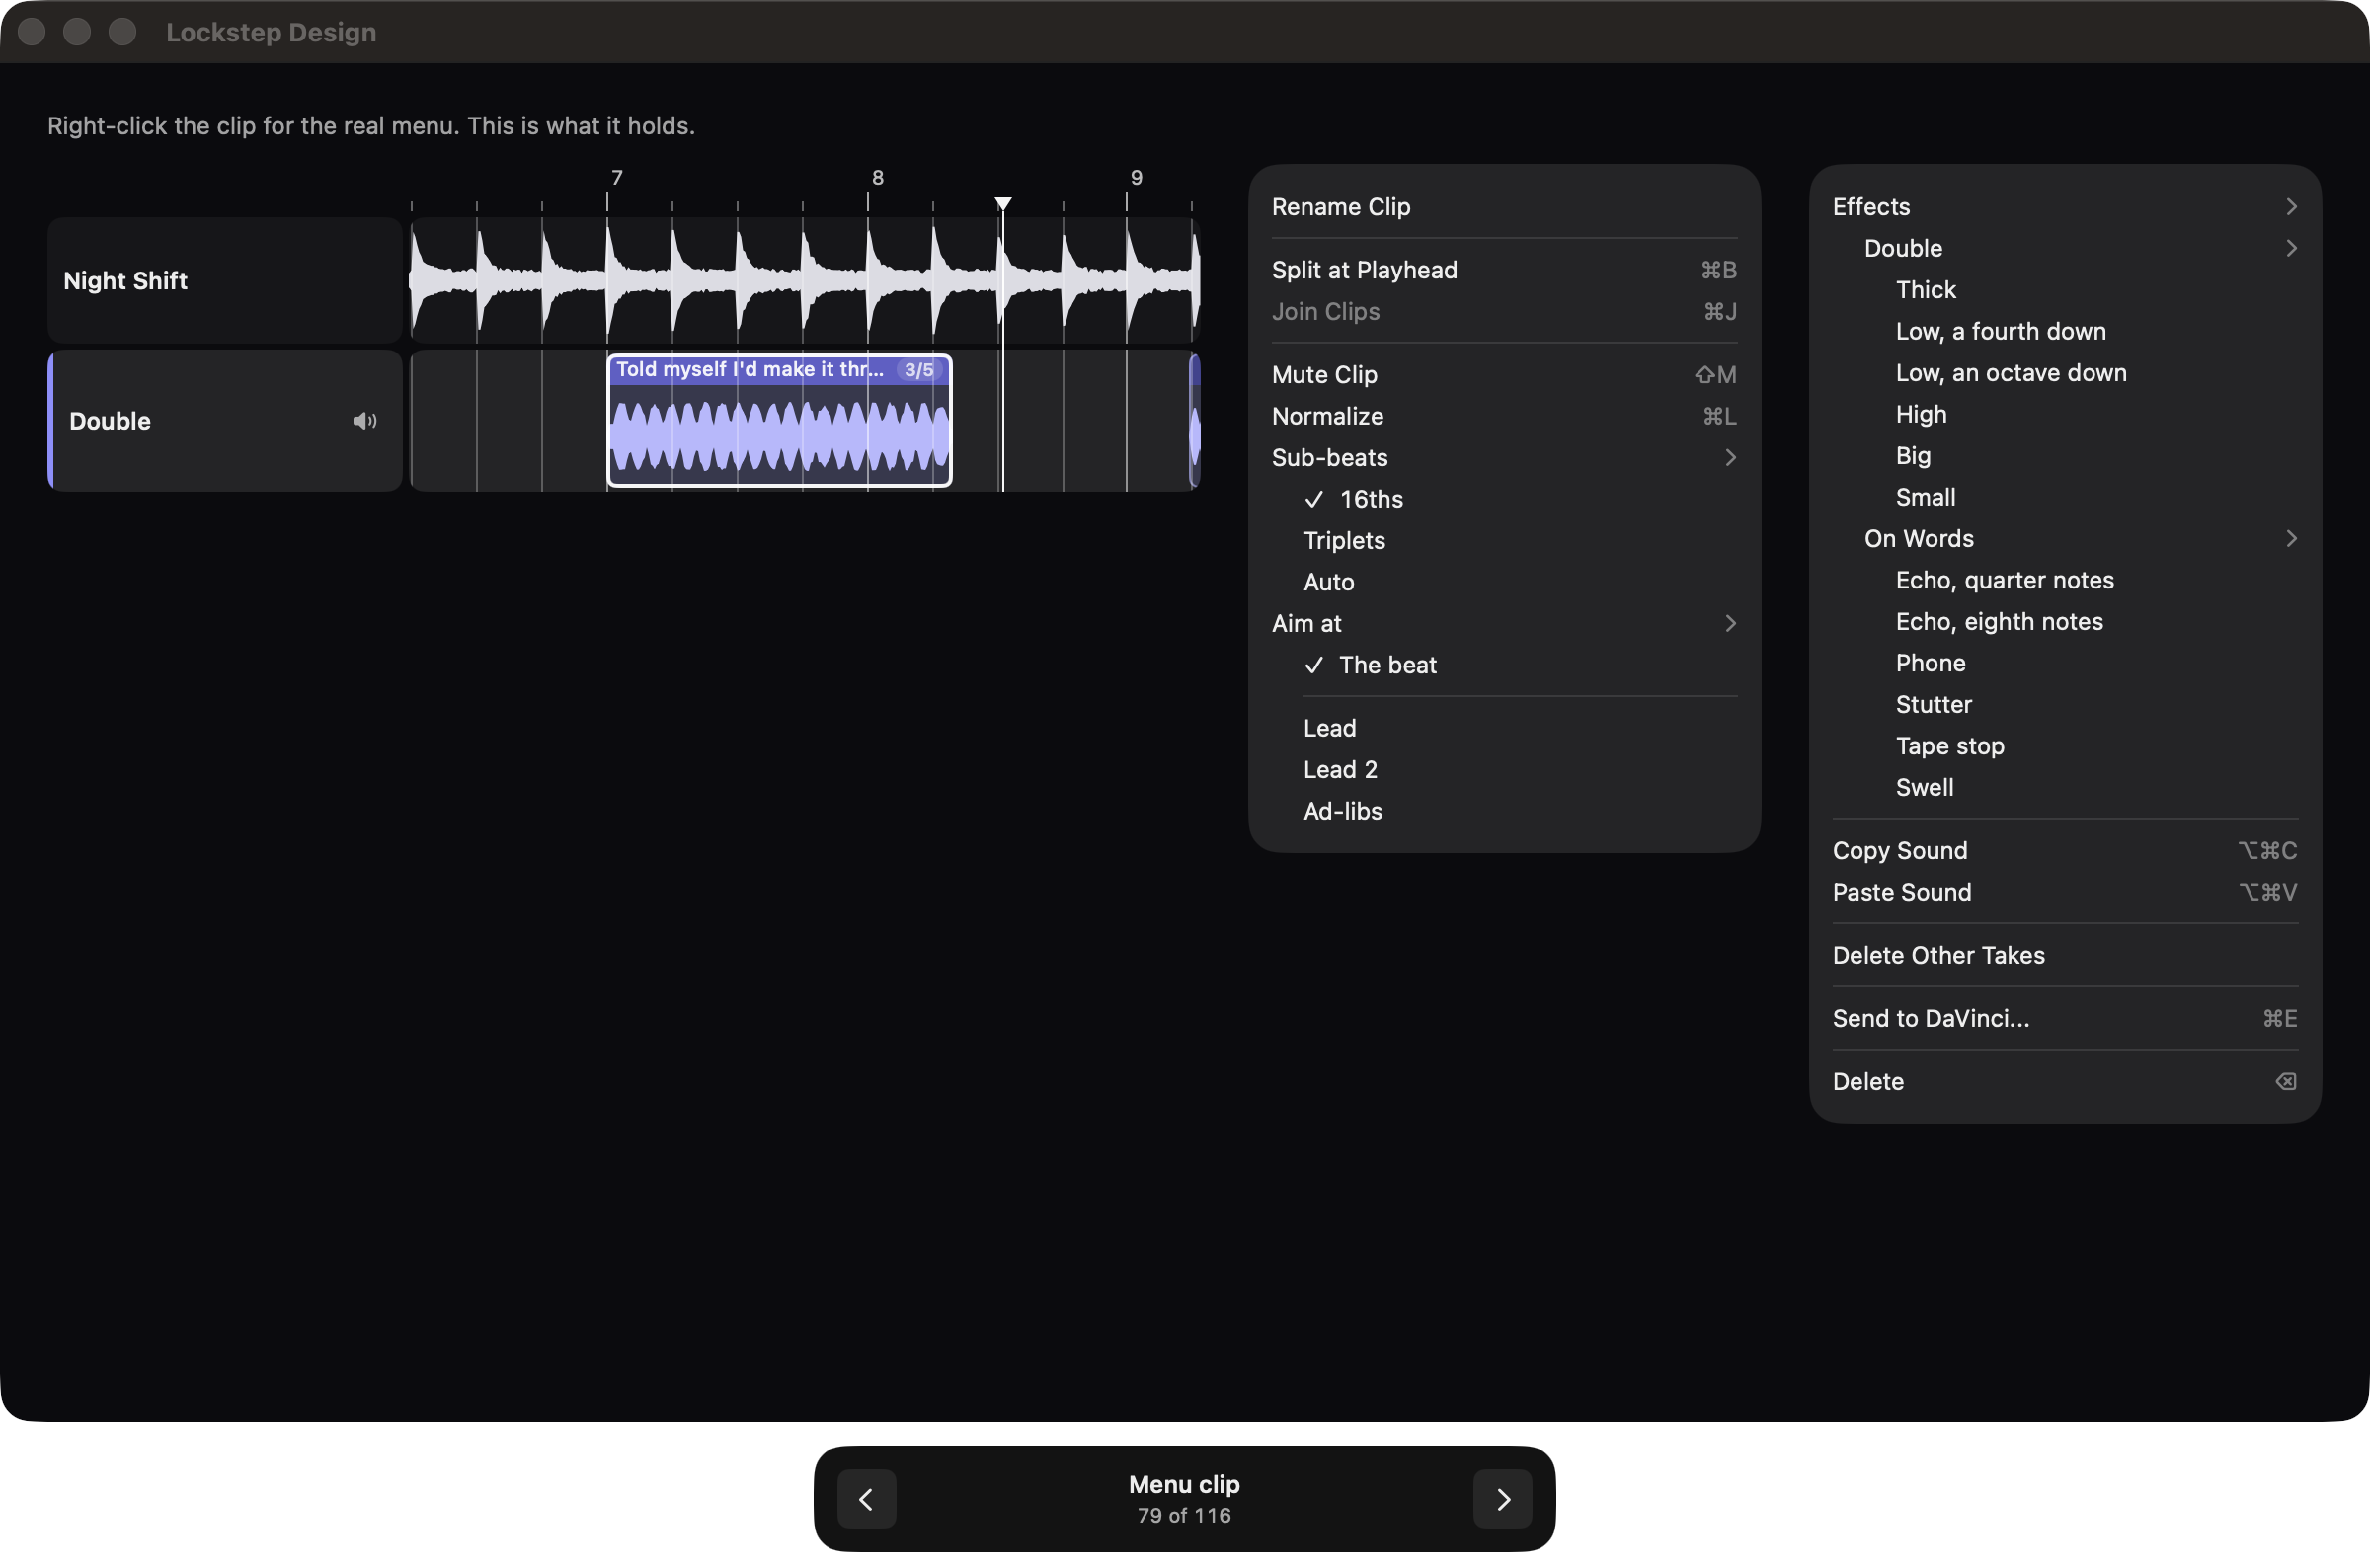 Lockstep Design
Right-click the clip for the real menu. This is what it holds.
7
8
9
Night Shift
Told myself I'd make it thr...
3/5
Double
Rename Clip
Split at Playhead ⌘B
Join Clips ⌘J
Mute Clip ⇧M
Normalize ⌘L
Sub-beats
✓ 16ths
Triplets
Auto
Aim at
✓ The beat
Lead
Lead 2
Ad-libs
Effects
Double
Thick
Low, a fourth down
Low, an octave down
High
Big
Small
On Words
Echo, quarter notes
Echo, eighth notes
Phone
Stutter
Tape stop
Swell
Copy Sound ⌥⌘C
Paste Sound ⌥⌘V
Delete Other Takes
Send to DaVinci... ⌘E
Delete ⌫
Menu clip
79 of 116